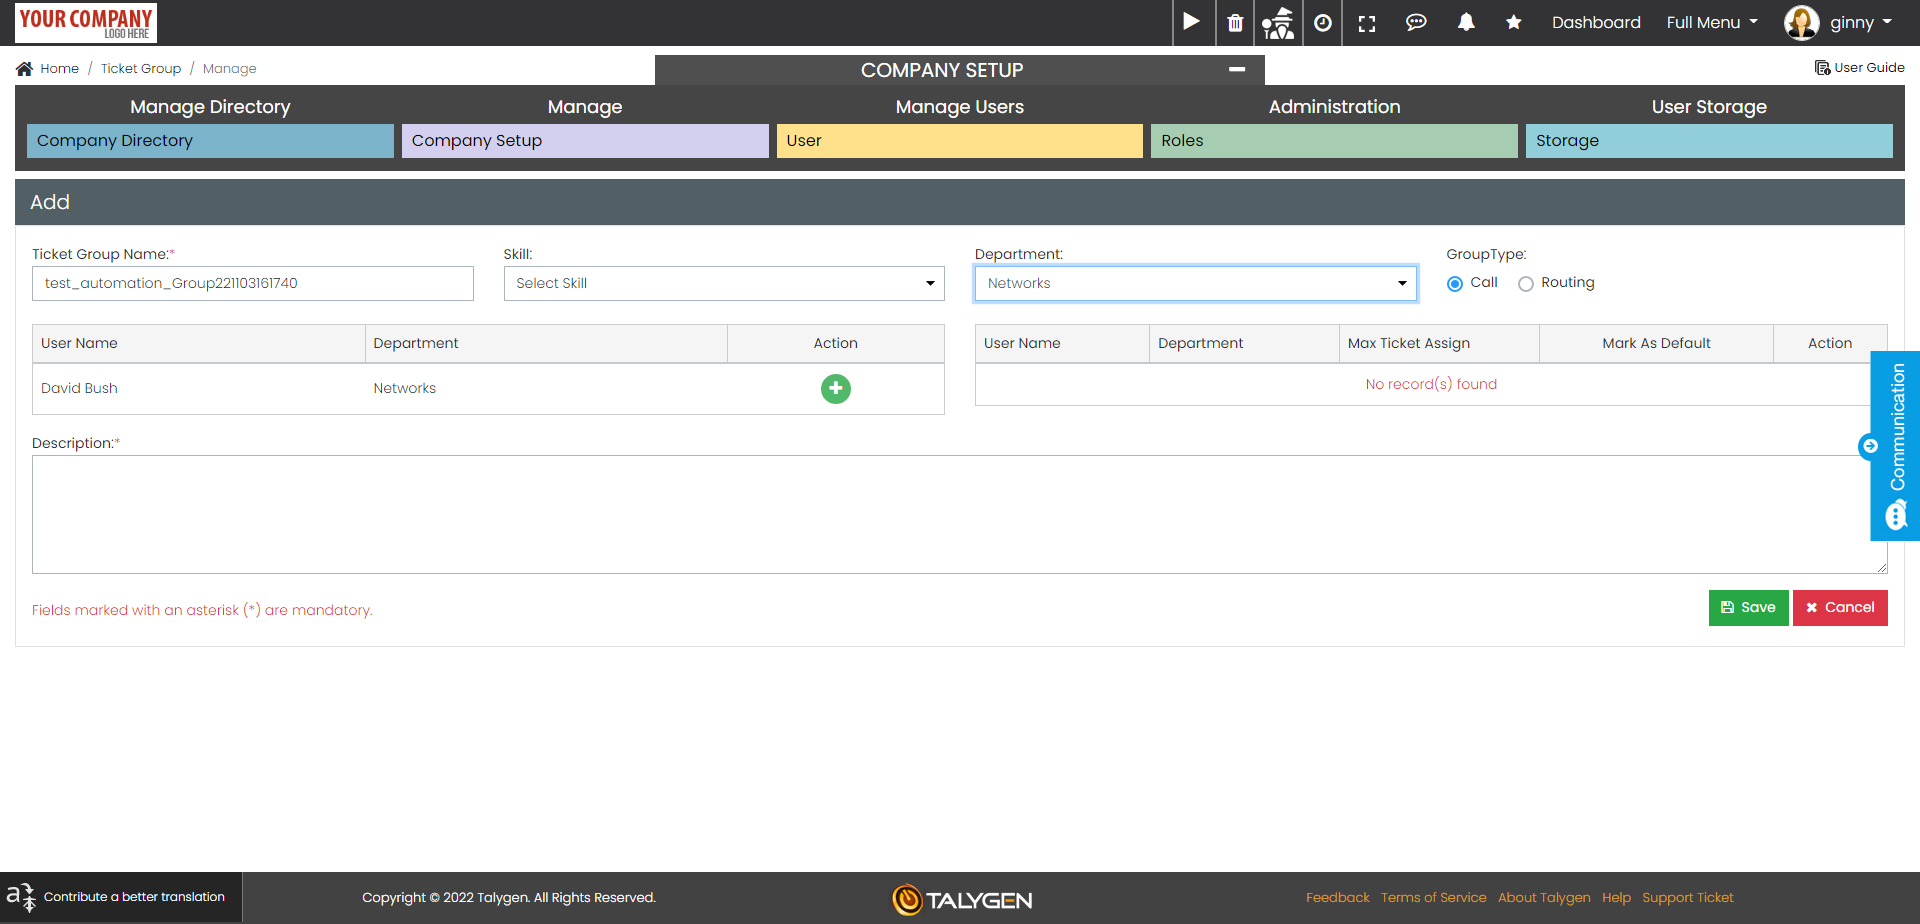 YOUR COMPANY
LOGO HERE
Dashboard
Full Menu
ginny
Home / Ticket Group / Manage
COMPANY SETUP
User Guide
Manage Directory
Manage
Manage Users
Administration
User Storage
Company Directory
Company Setup
User
Roles
Storage
Add
Ticket Group Name:*
Skill:
Department:
GroupType:
test_automation_Group221103161740
Select Skill
Networks
Call
Routing
User Name
Department
Action
User Name
Department
Max Ticket Assign
Mark As Default
Action
David Bush
Networks
No record(s) found
Communication
Description:*
Fields marked with an asterisk (*) are mandatory.
Save
Cancel
Contribute a better translation
Copyright © 2022 Talygen. All Rights Reserved.
TALYGEN
Feedback
Terms of Service
About Talygen
Help
Support Ticket